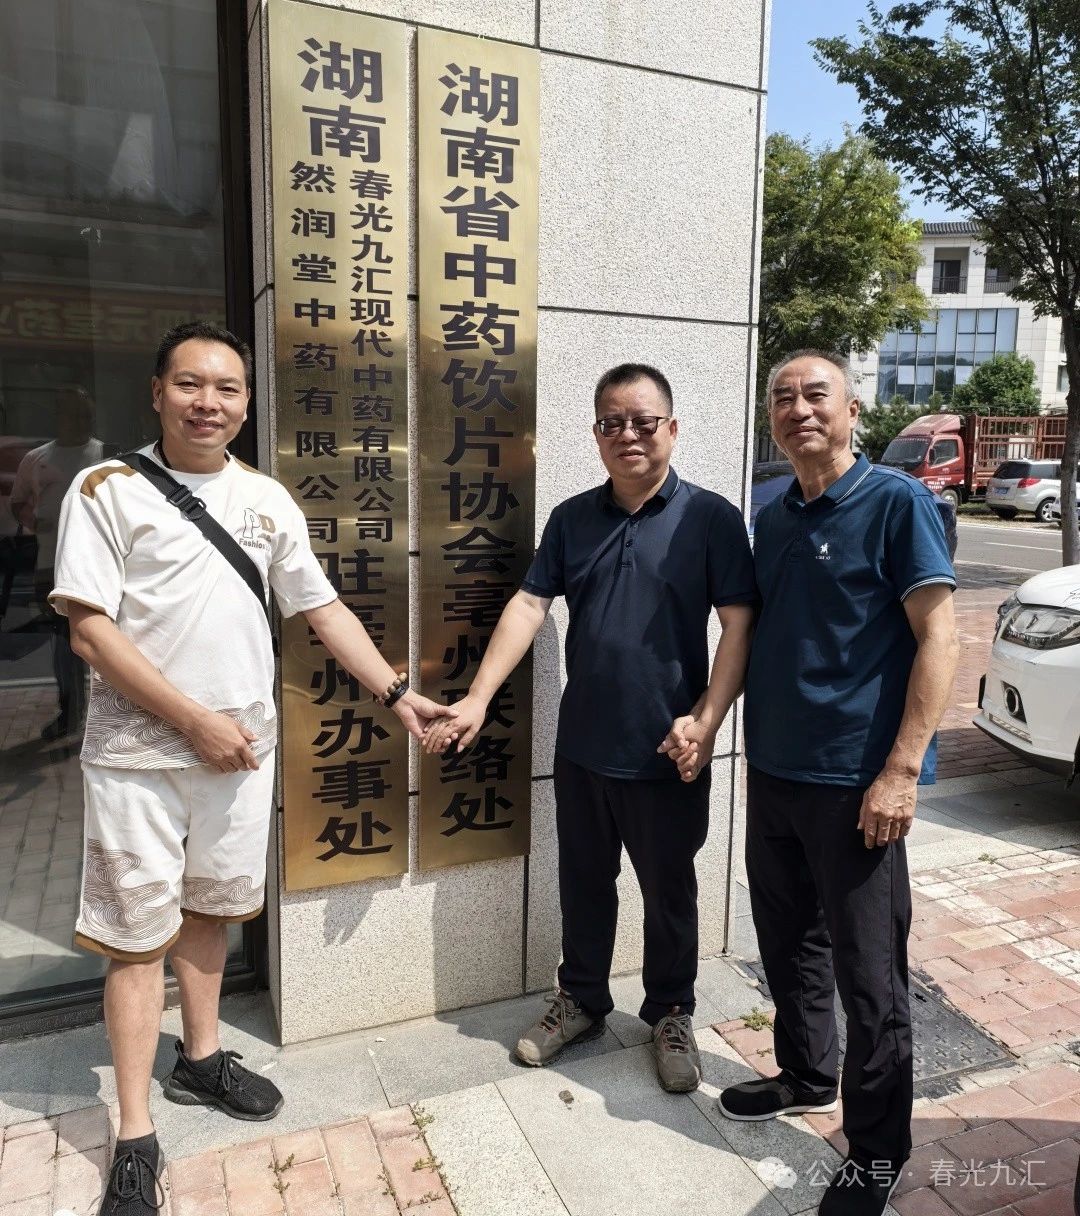 湖南
春光九汇现代中药有限公司
然润堂中药有限公司
驻亳州办事处
湖南省中药饮片协会亳州联络处
Fashion
公众号 · 春光九汇